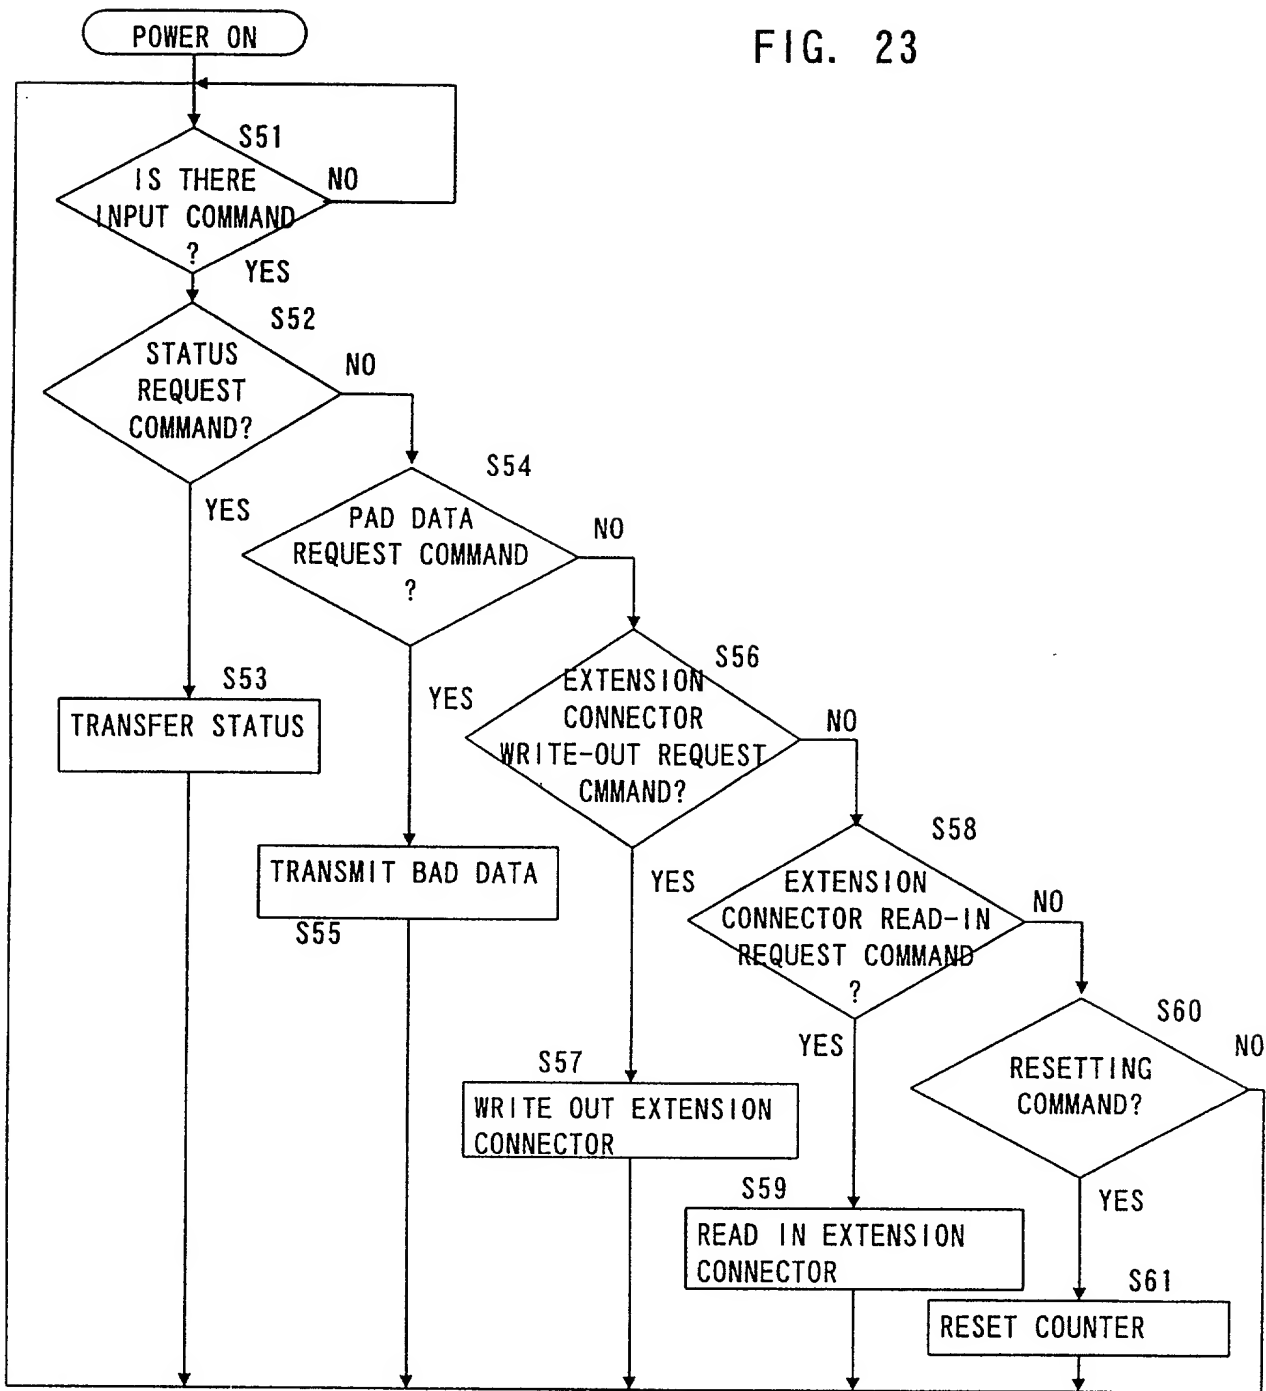 FIG. 23
POWER ON
S51
IS THERE
INPUT COMMAND
?
NO
YES
S52
STATUS
REQUEST
COMMAND?
NO
YES
S53
TRANSFER STATUS
S54
PAD DATA
REQUEST COMMAND
?
NO
YES
TRANSMIT BAD DATA
S55
S56
EXTENSION
CONNECTOR
WRITE-OUT REQUEST
CMMAND?
NO
YES
S57
WRITE OUT EXTENSION
CONNECTOR
S58
EXTENSION
CONNECTOR READ-IN
REQUEST COMMAND
?
NO
YES
S59
READ IN EXTENSION
CONNECTOR
S60
RESETTING
COMMAND?
NO
YES
S61
RESET COUNTER